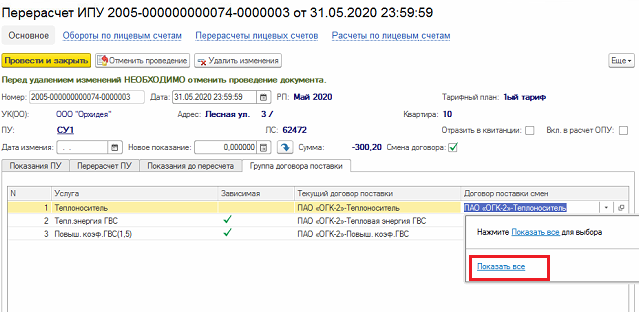 Перерасчет ИПУ 2005-000000000074-0000003 от 31.05.2020 23:59:59
Основное Обороты по лицевым счетам Перерасчеты лицевых счетов Расчеты по лицевым счетам
Провести и закрыть Отменить проведение Удалить изменения Еще
Перед удалением изменений НЕОБХОДИМО отменить проведение документа.
Номер: 2005-000000000074-0000003 Дата: 31.05.2020 23:59:59 РП: Май 2020 Тарифный план: 1ый тариф
УК(ОО): ООО "Орхидея" Адрес: Лесная ул. 3 / Квартира: 10
ПУ: СУ1 ЛС: 62472 Отразить в квитанции: Вкл. в расчет ОПУ:
Дата измения: . . Новое показание: 0,000000 Сумма: -300,20 Смена договора:
Показания ПУ Перерасчет ПУ Показания до пересчета Группа договора поставки
N Услуга Зависимая Текущий договор поставки Договор поставки смен
1 Теплоноситель ПАО «ОГК-2»-Теплоноситель ПАО «ОГК-2»-Теплоноситель
2 Тепл.энергия ГВС ПАО «ОГК-2»-Тепловая энергия ГВС
3 Повыш. коэф.ГВС(1,5) ПАО «ОГК-2»-Повыш. коэф.ГВС
Нажмите Показать все для выбора
Показать все